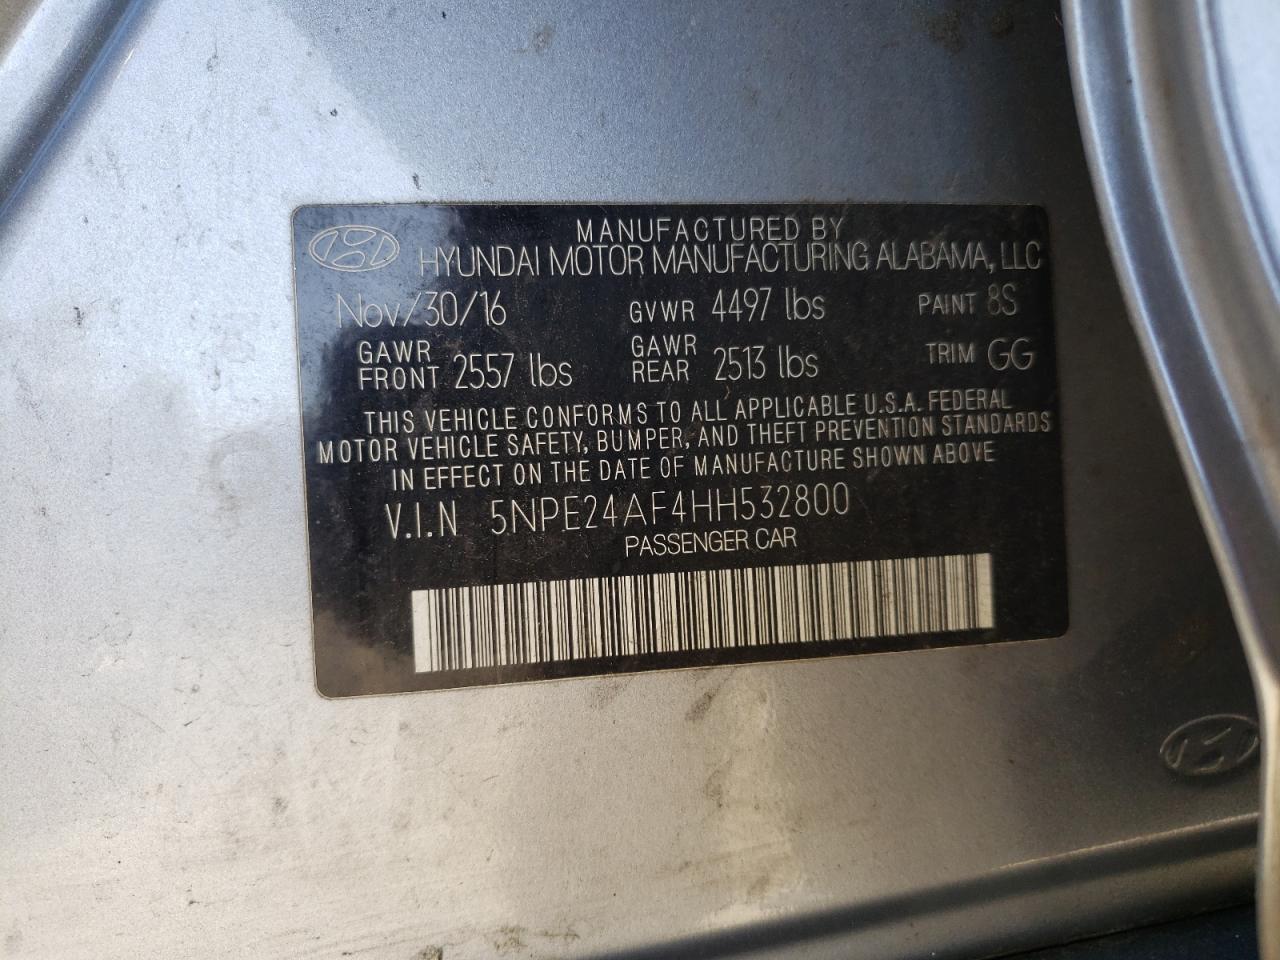 MANUFACTURED BY
HYUNDAI MOTOR MANUFACTURING ALABAMA, LLC
Nov/30/16 GVWR 4497 lbs PAINT 8S
GAWR FRONT 2557 lbs GAWR REAR 2513 lbs TRIM GG
THIS VEHICLE CONFORMS TO ALL APPLICABLE U.S.A. FEDERAL
MOTOR VEHICLE SAFETY, BUMPER, AND THEFT PREVENTION STANDARDS
IN EFFECT ON THE DATE OF MANUFACTURE SHOWN ABOVE
V.I.N 5NPE24AF4HH532800
PASSENGER CAR